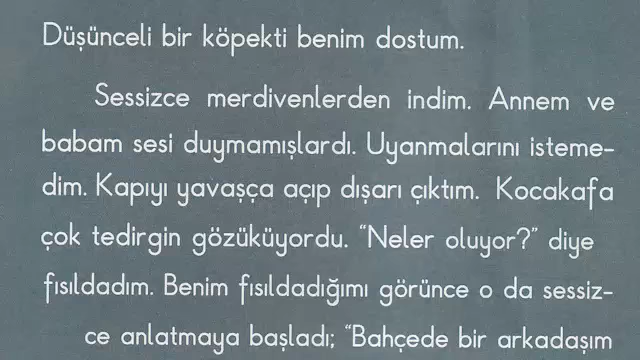 Düşünceli bir köpekti benim dostum.
Sessizce merdivenlerden indim. Annem ve
babam sesi duymamışlardı. Uyanmalarını isteme-
dim. Kapıyı yavaşça açıp dışarı çıktım. Kocakafa
çok tedirgin gözüküyordu. “Neler oluyor?” diye
fısıldadım. Benim fısıldadığımı görünce o da sessiz-
ce anlatmaya başladı; “Bahçede bir arkadaşım